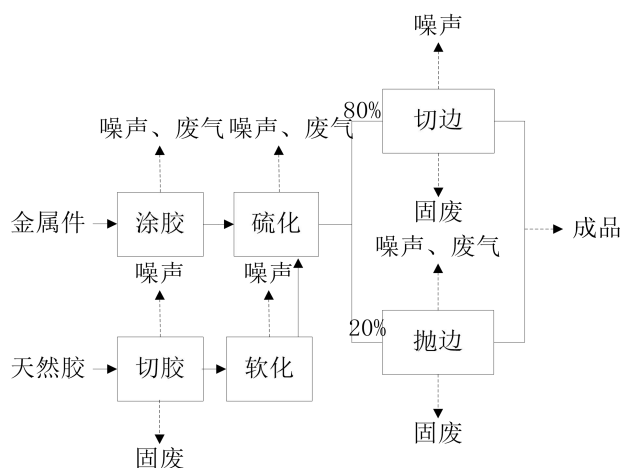 噪声
80%
切边
噪声、废气
噪声、废气
固废
金属件
涂胶
硫化
成品
噪声、废气
噪声
噪声
20%
抛边
天然胶
切胶
软化
固废
固废